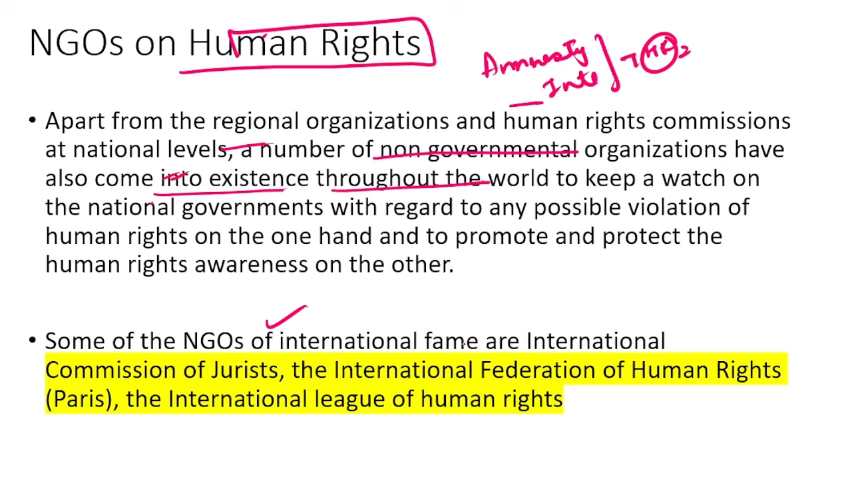 NGOs on Human Rights
Amnesty
Inte
• Apart from the regional organizations and human rights commissions
at national levels, a number of non governmental organizations have
also come into existence throughout the world to keep a watch on
the national governments with regard to any possible violation of
human rights on the one hand and to promote and protect the
human rights awareness on the other.
• Some of the NGOs of international fame are International
Commission of Jurists, the International Federation of Human Rights
(Paris), the International league of human rights